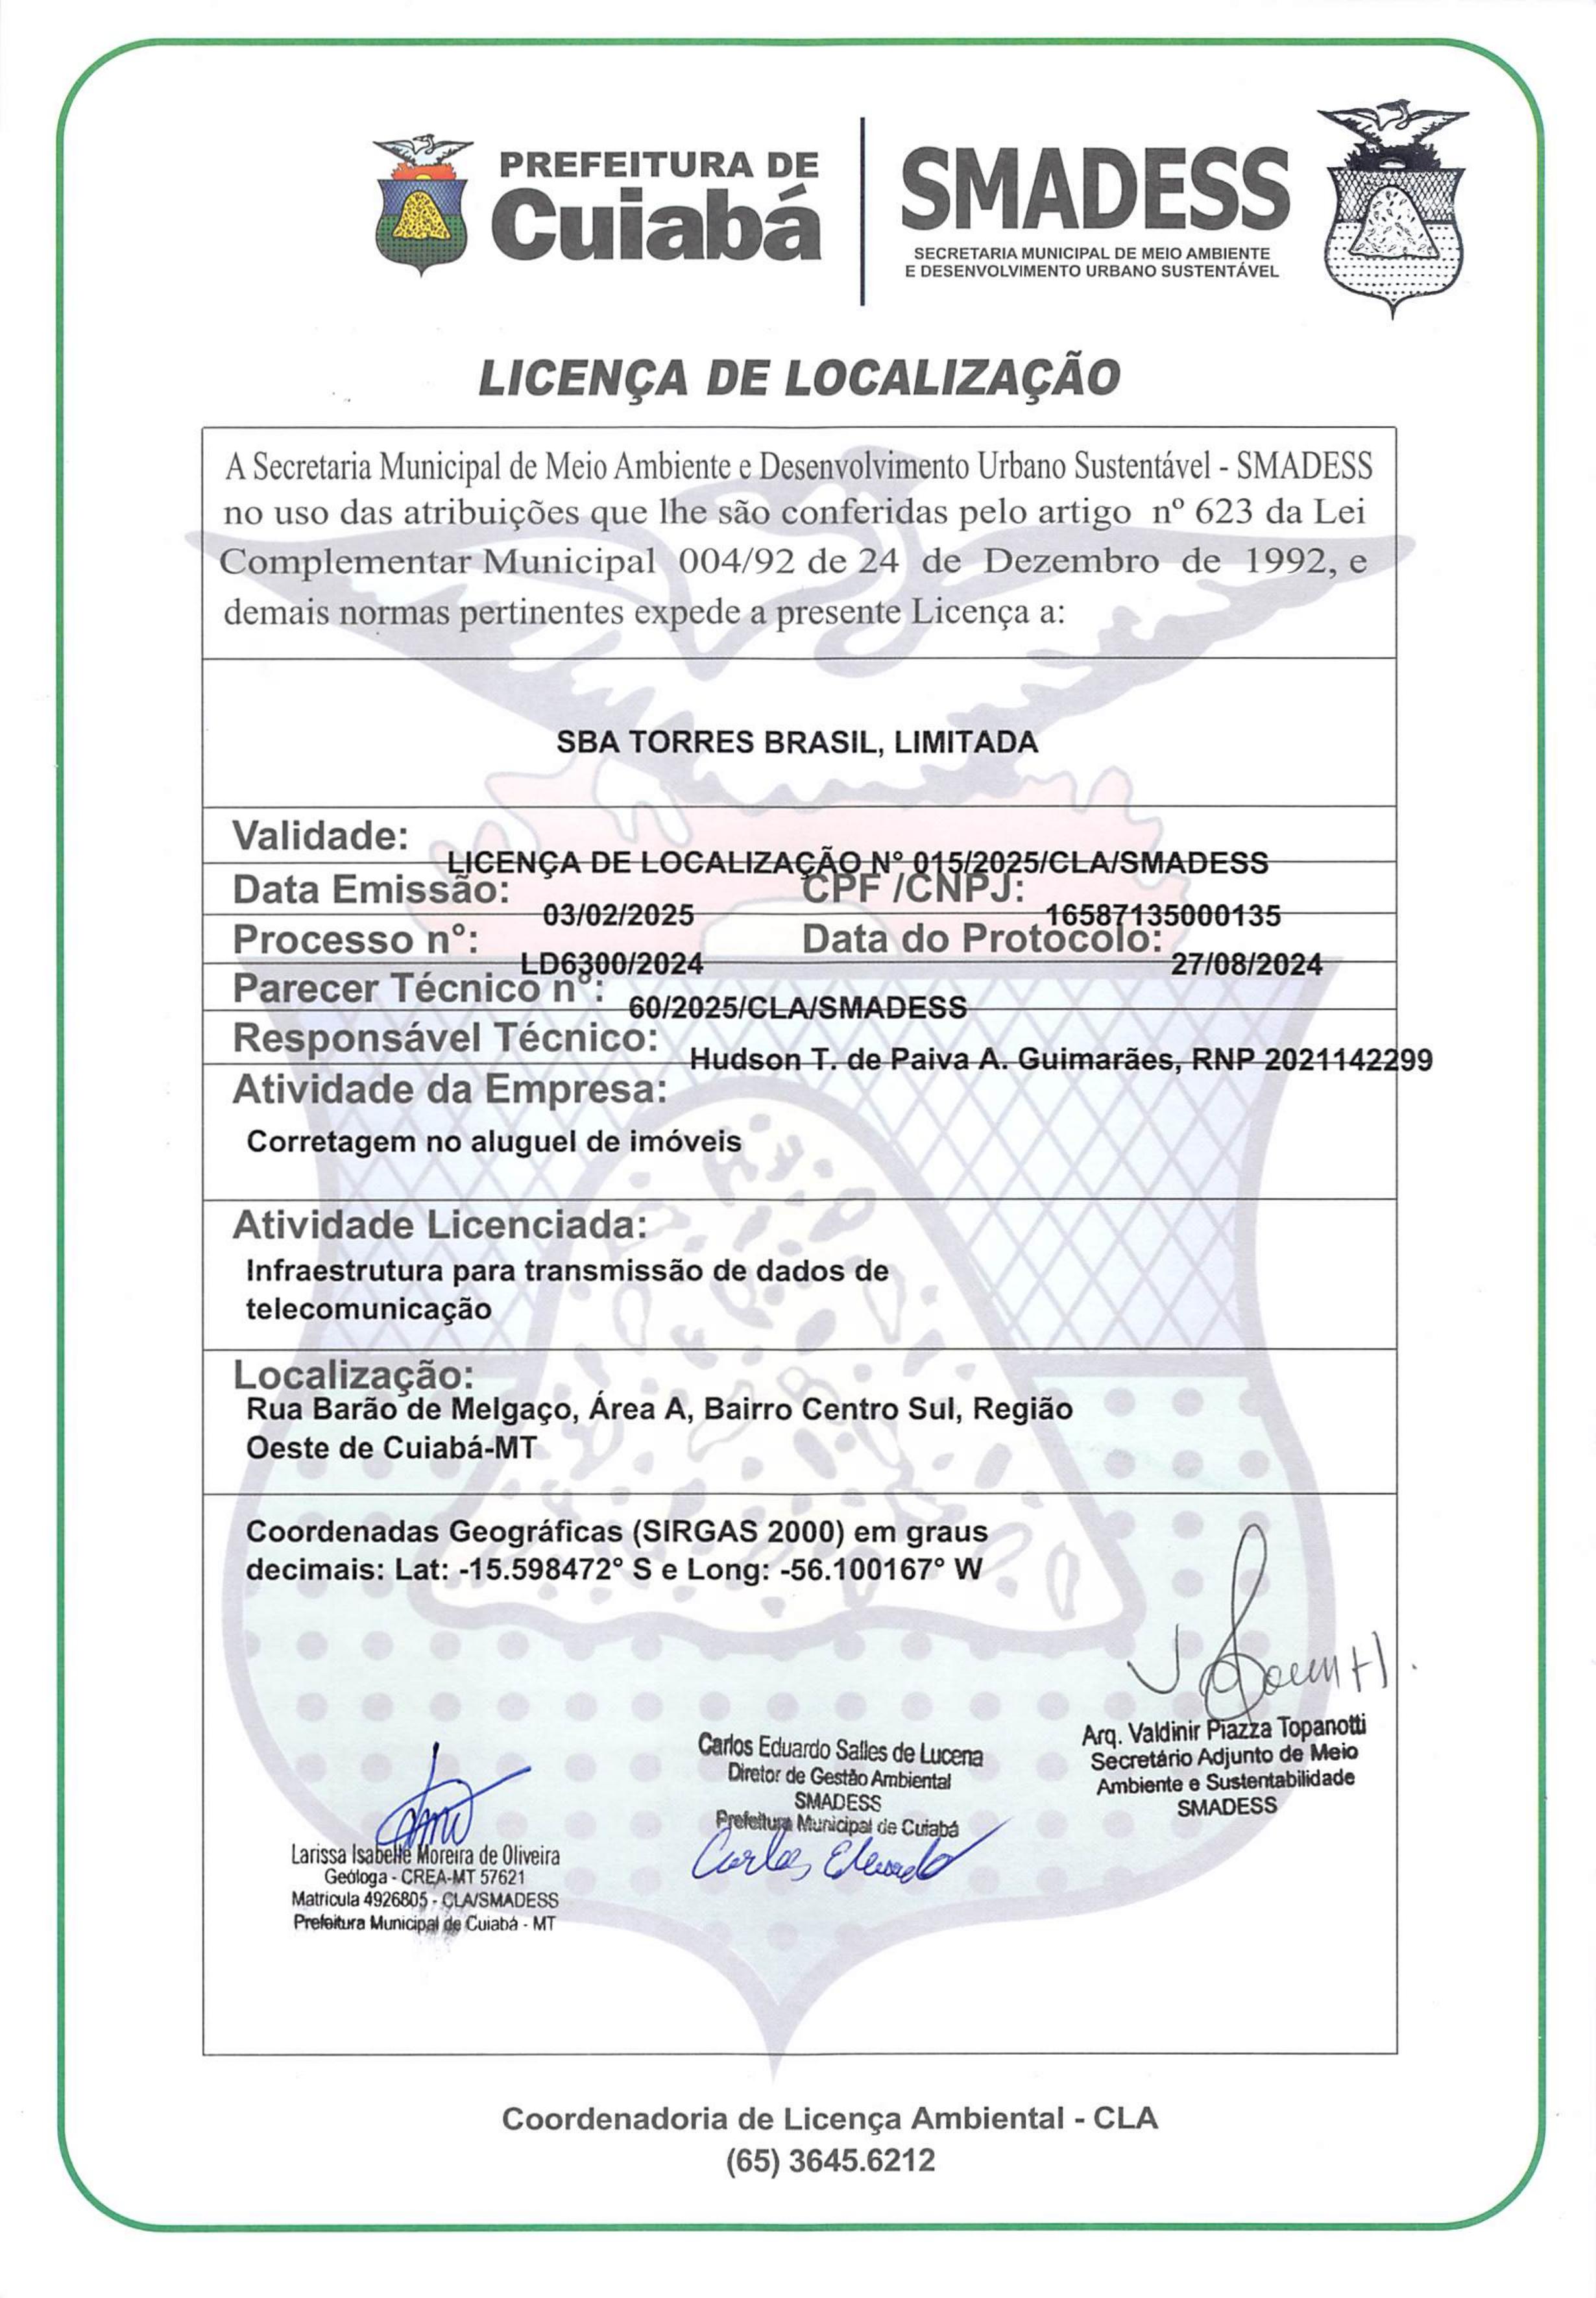 PREFEITURA DE
Cuiabá
SMADESS
SECRETARIA MUNICIPAL DE MEIO AMBIENTE
E DESENVOLVIMENTO URBANO SUSTENTÁVEL
LICENÇA DE LOCALIZAÇÃO
A Secretaria Municipal de Meio Ambiente e Desenvolvimento Urbano Sustentável - SMADESS
no uso das atribuições que lhe são conferidas pelo artigo nº 623 da Lei
Complementar Municipal 004/92 de 24 de Dezembro de 1992, e
demais normas pertinentes expede a presente Licença a:
SBA TORRES BRASIL, LIMITADA
Validade:
LICENÇA DE LOCALIZAÇÃO Nº 015/2025/CLA/SMADESS
Data Emissão: 03/02/2025 CPF /CNPJ: 16587135000135
Processo nº: LD6300/2024 Data do Protocolo: 27/08/2024
Parecer Técnico nº: 60/2025/CLA/SMADESS
Responsável Técnico: Hudson T. de Paiva A. Guimarães, RNP 2021142299
Atividade da Empresa:
Corretagem no aluguel de imóveis
Atividade Licenciada:
Infraestrutura para transmissão de dados de
telecomunicação
Localização:
Rua Barão de Melgaço, Área A, Bairro Centro Sul, Região
Oeste de Cuiabá-MT
Coordenadas Geográficas (SIRGAS 2000) em graus
decimais: Lat: -15.598472° S e Long: -56.100167° W
Larissa Isabelle Moreira de Oliveira
Geóloga - CREA-MT 57621
Matricula 4926805 - CLA/SMADESS
Prefeitura Municipal de Cuiabá - MT
Carlos Eduardo Salles de Lucena
Diretor de Gestão Ambiental
SMADESS
Prefeitura Municipal de Cuiabá
Carlos Eduardo
Arq. Valdinir Piazza Topanotti
Secretário Adjunto de Meio
Ambiente e Sustentabilidade
SMADESS
Coordenadoria de Licença Ambiental - CLA
(65) 3645.6212